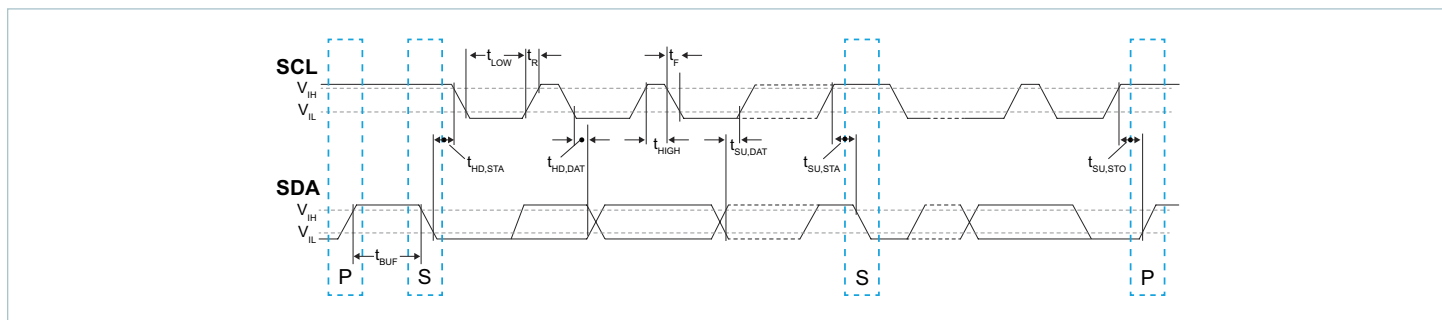 t_LOW t_R t_F
SCL
V_IH
V_IL
t_HD,STA t_HD,DAT t_HIGH t_SU,DAT t_SU,STA t_SU,STO
SDA
V_IH
V_IL
t_BUF
P S S P